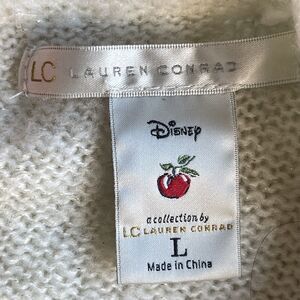 LC LAUREN CONRAD
Disney
a collection by
LC LAUREN CONRAD
L
Made in China